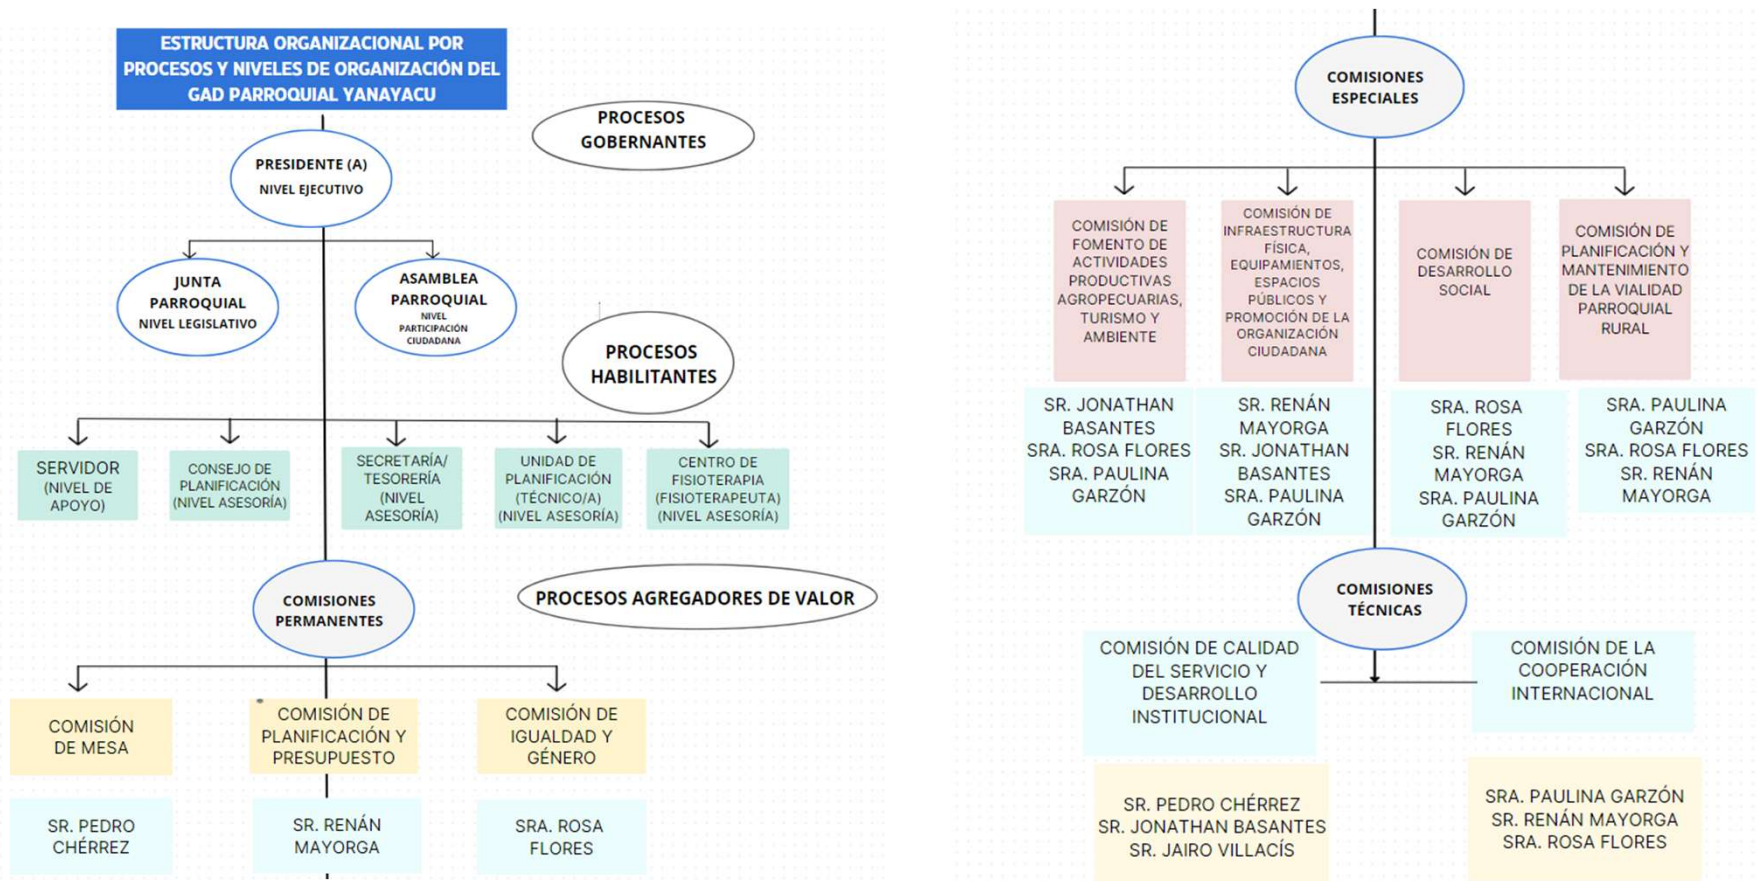 ESTRUCTURA ORGANIZACIONAL POR
PROCESOS Y NIVELES DE ORGANIZACIÓN DEL
GAD PARROQUIAL YANAYACU
PROCESOS
GOBERNANTES
PRESIDENTE (A)
NIVEL EJECUTIVO
JUNTA
PARROQUIAL
NIVEL LEGISLATIVO
ASAMBLEA
PARROQUIAL
NIVEL
PARTICIPACIÓN
CIUDADANA
PROCESOS
HABILITANTES
SERVIDOR
(NIVEL DE
APOYO)
CONSEJO DE
PLANIFICACIÓN
(NIVEL ASESORÍA)
SECRETARÍA/
TESORERÍA
(NIVEL
ASESORÍA)
UNIDAD DE
PLANIFICACIÓN
(TÉCNICO/A)
(NIVEL ASESORÍA)
CENTRO DE
FISIOTERAPIA
(FISIOTERAPEUTA)
(NIVEL ASESORÍA)
COMISIONES
PERMANENTES
PROCESOS AGREGADORES DE VALOR
COMISIÓN
DE MESA
COMISIÓN DE
PLANIFICACIÓN Y
PRESUPUESTO
COMISIÓN DE
IGUALDAD Y
GÉNERO
SR. PEDRO
CHÉRREZ
SR. RENÁN
MAYORGA
SRA. ROSA
FLORES
COMISIONES
ESPECIALES
COMISIÓN DE
FOMENTO DE
ACTIVIDADES
PRODUCTIVAS
AGROPECUARIAS,
TURISMO Y
AMBIENTE
COMISIÓN DE
INFRAESTRUCTURA
FÍSICA,
EQUIPAMIENTOS,
ESPACIOS
PÚBLICOS Y
PROMOCIÓN DE LA
ORGANIZACIÓN
CIUDADANA
COMISIÓN DE
DESARROLLO
SOCIAL
COMISIÓN DE
PLANIFICACIÓN Y
MANTENIMIENTO
DE LA VIALIDAD
PARROQUIAL
RURAL
SR. JONATHAN
BASANTES
SRA. ROSA FLORES
SRA. PAULINA
GARZÓN
SR. RENÁN
MAYORGA
SR. JONATHAN
BASANTES
SRA. PAULINA
GARZÓN
SRA. ROSA
FLORES
SR. RENÁN
MAYORGA
SRA. PAULINA
GARZÓN
SRA. PAULINA
GARZÓN
SRA. ROSA FLORES
SR. RENÁN
MAYORGA
COMISIONES
TÉCNICAS
COMISIÓN DE CALIDAD
DEL SERVICIO Y
DESARROLLO
INSTITUCIONAL
COMISIÓN DE LA
COOPERACIÓN
INTERNACIONAL
SR. PEDRO CHÉRREZ
SR. JONATHAN BASANTES
SR. JAIRO VILLACÍS
SRA. PAULINA GARZÓN
SR. RENÁN MAYORGA
SRA. ROSA FLORES